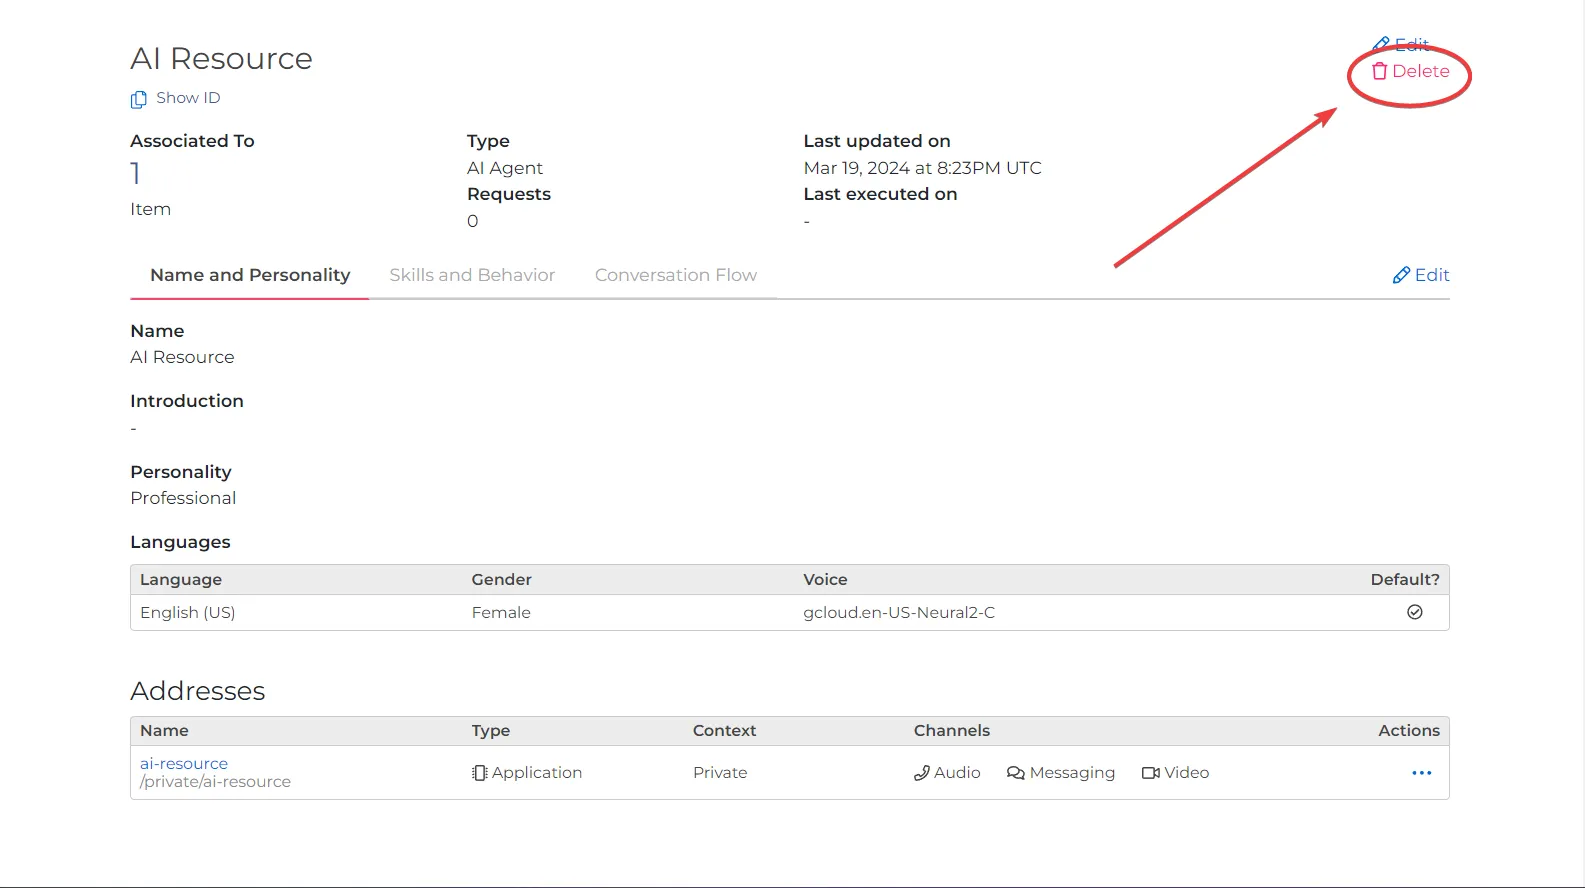 AI Resource
Edit
Delete
Show ID
Associated To
1
Item
Type
AI Agent
Requests
0
Last updated on
Mar 19, 2024 at 8:23PM UTC
Last executed on
-
Name and Personality Skills and Behavior Conversation Flow Edit
Name
AI Resource
Introduction
-
Personality
Professional
Languages
Language Gender Voice Default?
English (US) Female gcloud.en-US-Neural2-C
Addresses
Name Type Context Channels Actions
ai-resource
/private/ai-resource
Application Private Audio Messaging Video